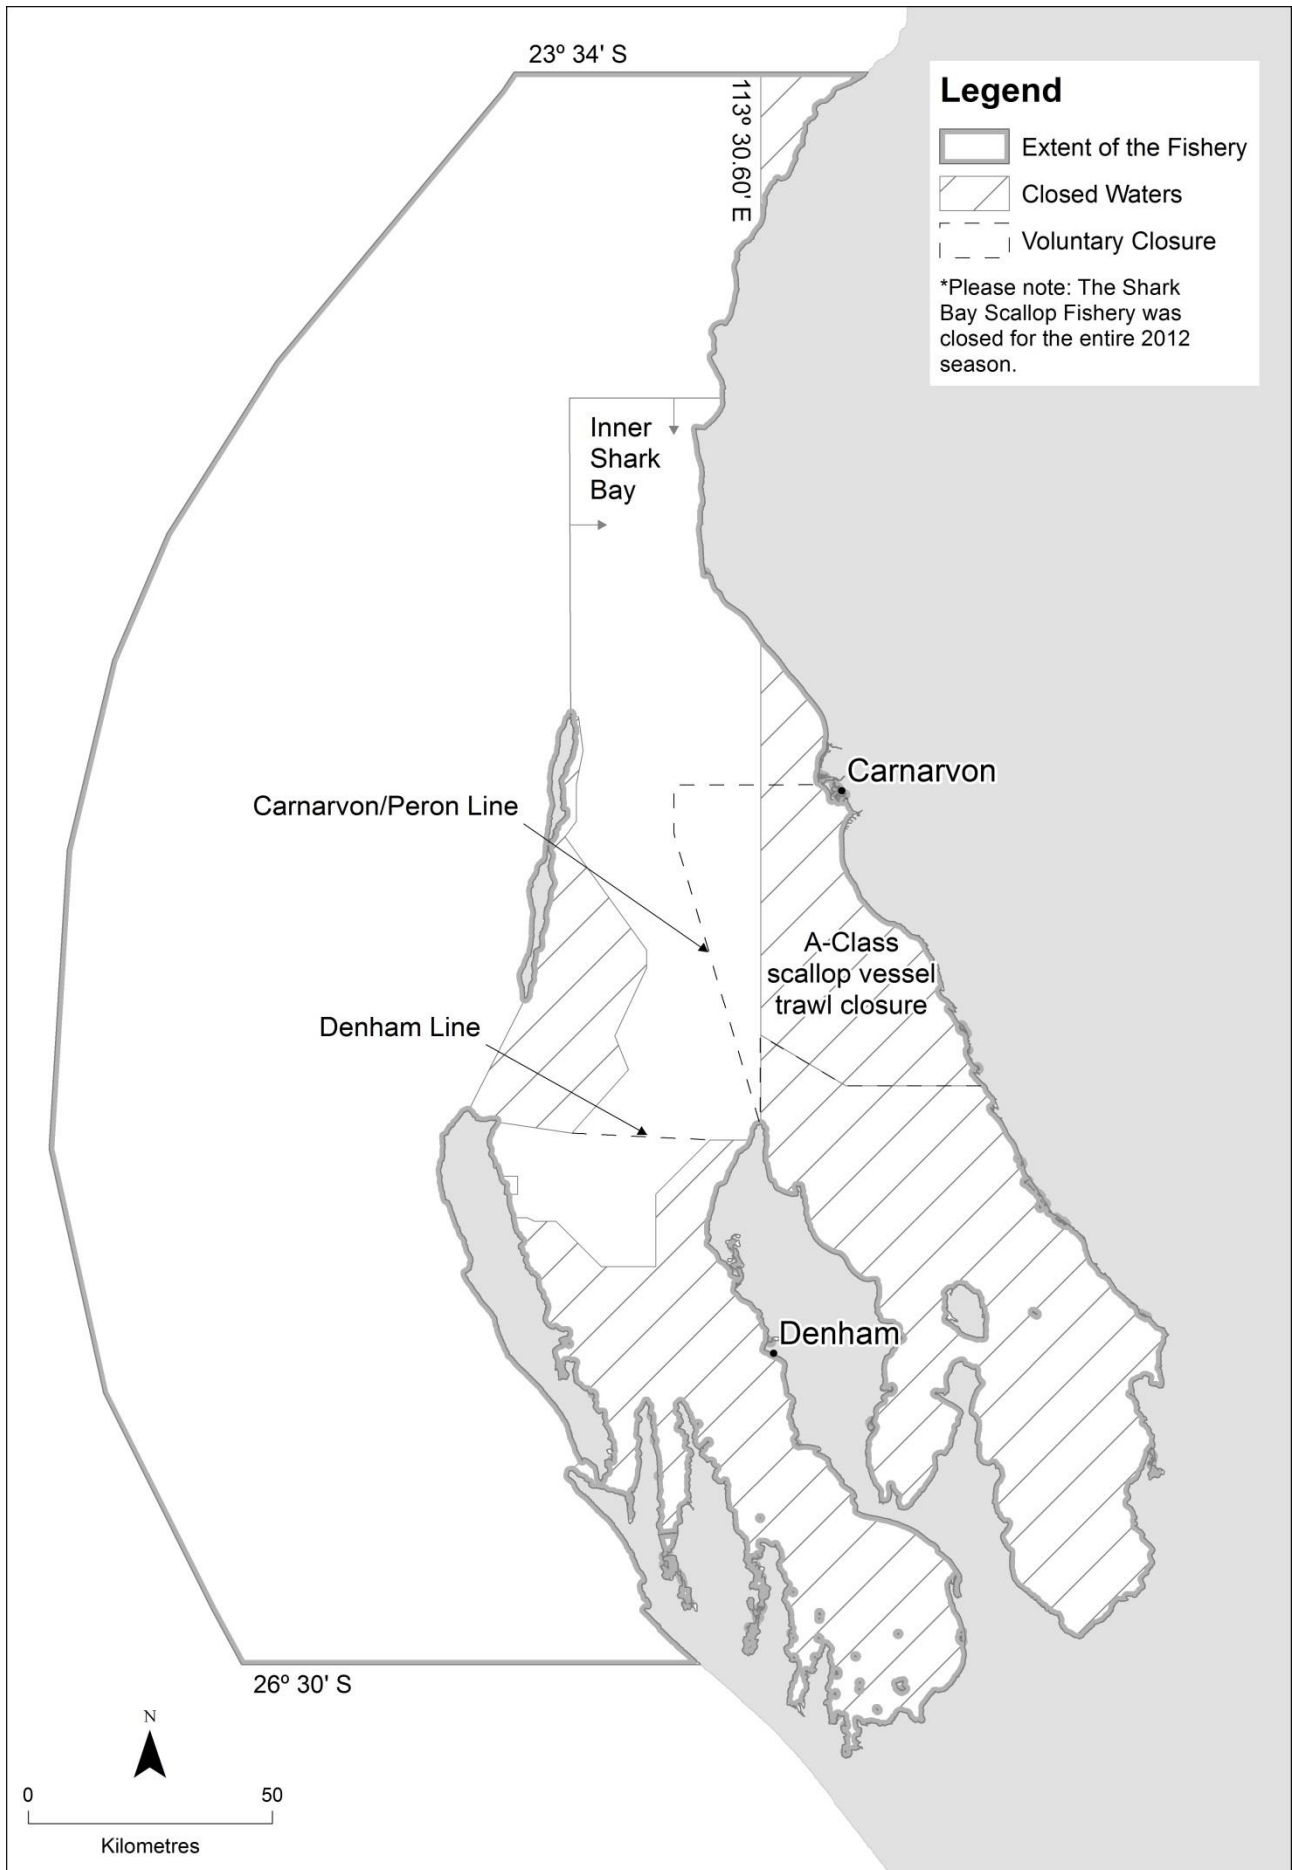 23º 34' S
113º 30.60' E
Legend
Extent of the Fishery
Closed Waters
Voluntary Closure
*Please note: The Shark
Bay Scallop Fishery was
closed for the entire 2012
season.
Inner
Shark
Bay
Carnarvon
Carnarvon/Peron Line
A-Class
scallop vessel
trawl closure
Denham Line
Denham
26º 30' S
N
0 50
Kilometres